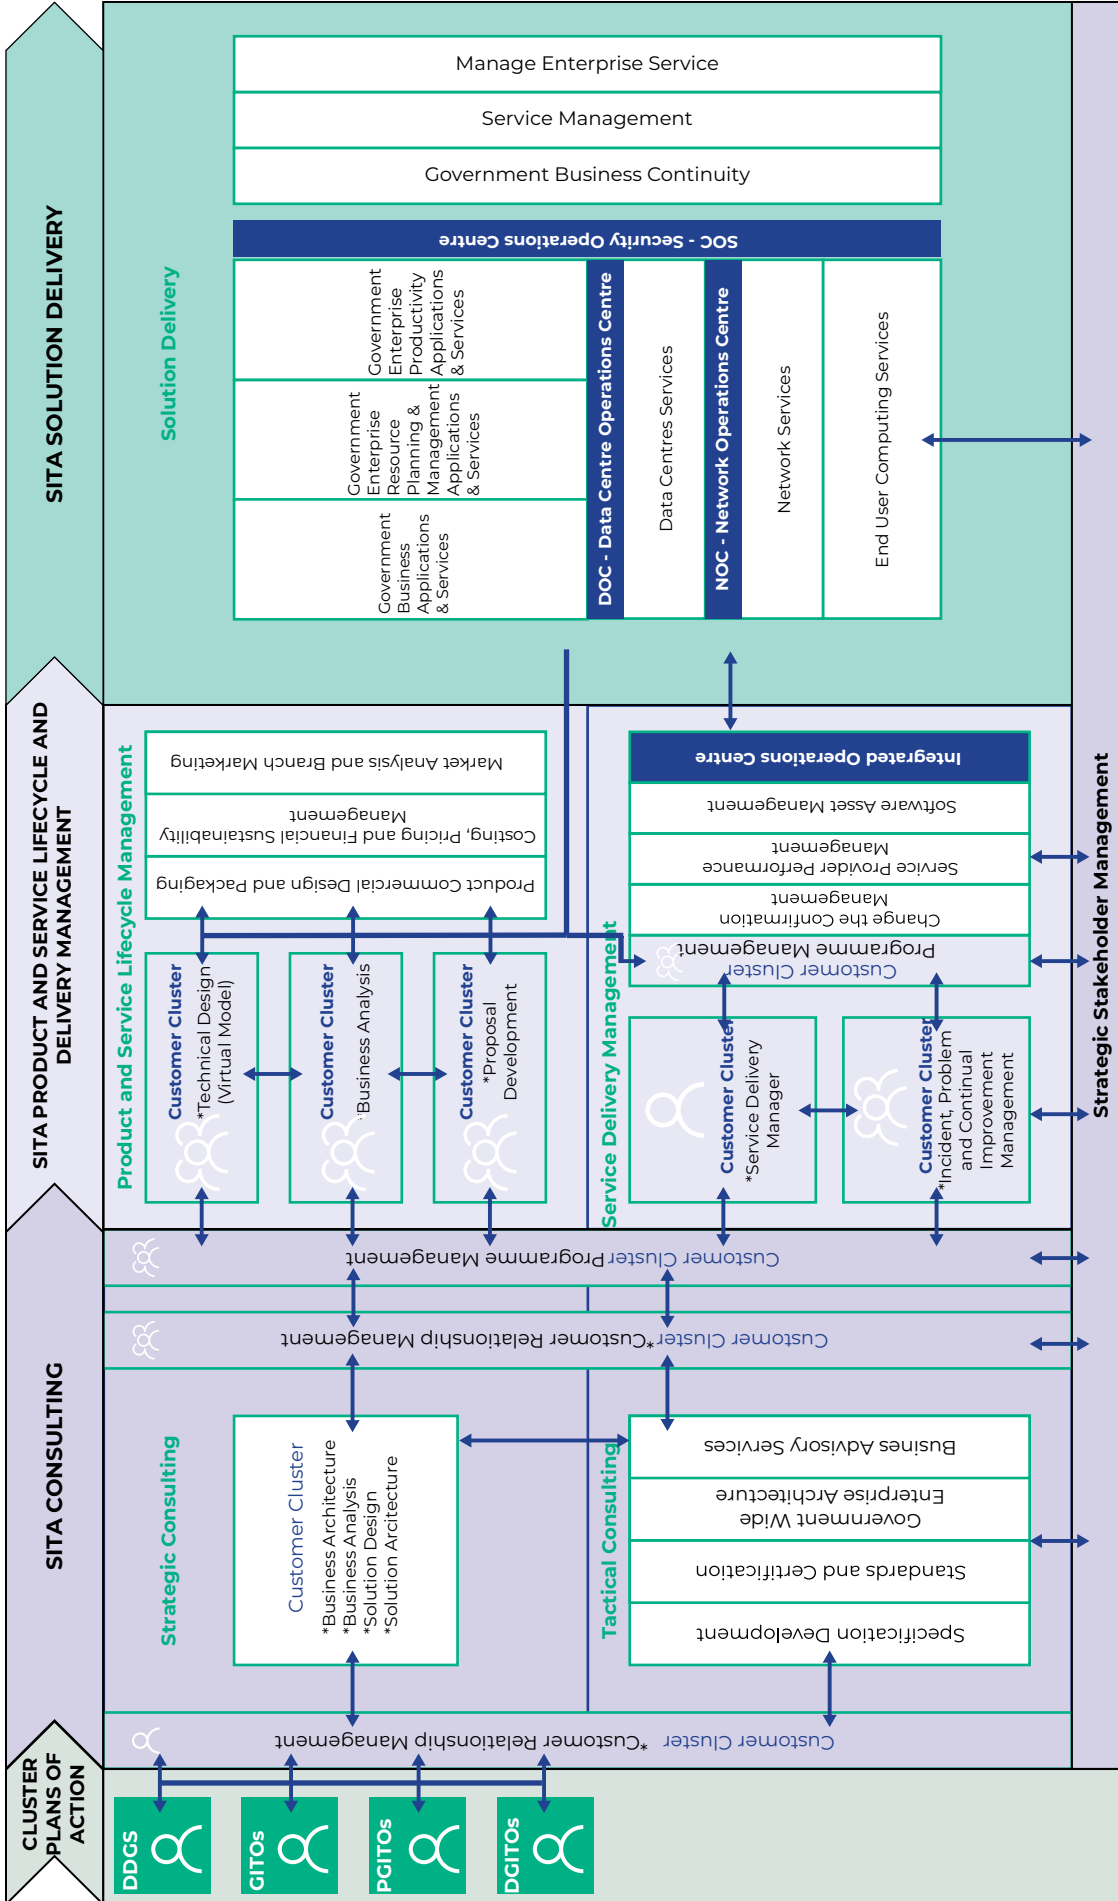 CLUSTER
PLANS OF
ACTION
SITA CONSULTING
SITA PRODUCT AND SERVICE LIFECYCLE AND
DELIVERY MANAGEMENT
SITA SOLUTION DELIVERY
DDGS
GITOs
PGITOs
DGITOs
Customer Cluster *Customer Relationship Management
Strategic Consulting
Customer Cluster
*Business Architecture
*Business Analysis
*Solution Design
*Solution Arcitecture
Tactical Consulting
Specification Development
Standards and Certification
Government Wide
Enterprise Architecture
Busines Advisory Services
Customer Cluster*Customer Relationship Management
Customer Cluster Programme Management
Product and Service Lifecycle Management
Customer Cluster
*Technical Design
(Virtual Model)
Customer Cluster
*Business Analysis
Customer Cluster
*Proposal
Development
Product Commercial Design and Packaging
Costing, Pricing and Financial Sustainability
Management
Market Analysis and Branch Marketing
Service Delivery Management
Customer Cluster
*Service Delivery
Manager
Customer Cluster
*Incident, Problem
and Continual
Improvement
Management
Customer Cluster
Programme Management
Change the Confirmation
Management
Service Provider Performance
Management
Software Asset Management
Integrated Operations Centre
Solution Delivery
Government
Business
Applications
& Services
Government
Enterprise
Resource
Planning &
Management
Applications
& Services
Government
Enterprise
Productivity
Applications
& Services
DOC - Data Centre Operations Centre
Data Centres Services
NOC - Network Operations Centre
Network Services
End User Computing Services
SOC - Security Operations Centre
Government Business Continuity
Service Management
Manage Enterprise Service
Strategic Stakeholder Management